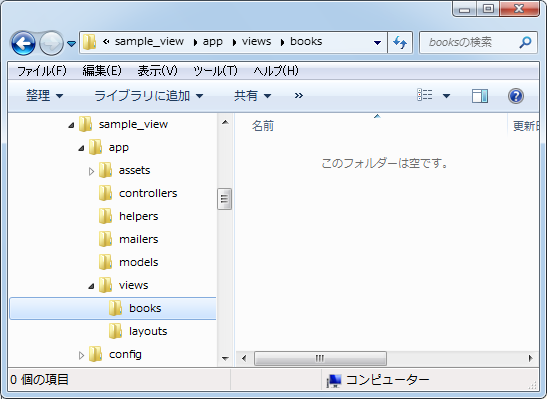 « sample_view ▸ app ▸ views ▸ books
booksの検索
ファイル(F) 編集(E) 表示(V) ツール(T) ヘルプ(H)
整理 ライブラリに追加 共有 »
sample_view
app
assets
controllers
helpers
mailers
models
views
books
layouts
config
名前 更新日
このフォルダーは空です。
0 個の項目 コンピューター